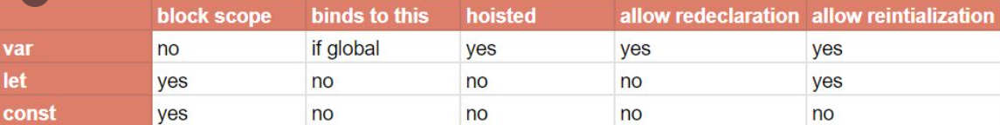 block scope binds to this hoisted allow redeclaration allow reintialization
var no if global yes yes yes
let yes no no no yes
const yes no no no no